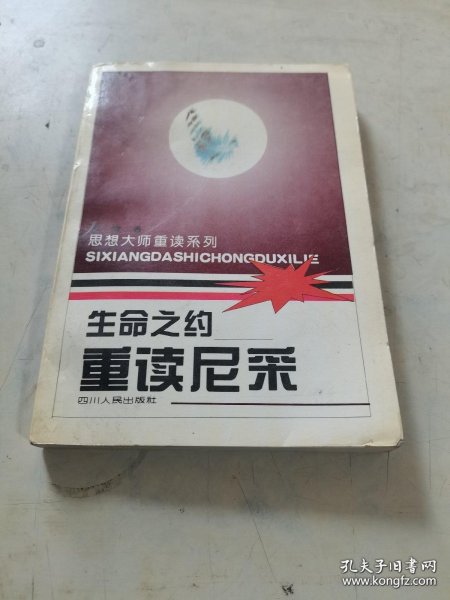 思想大师重读系列
SIXIANGDASHICHONGDUXILIE
生命之约
重读尼采
四川人民出版社
孔夫子旧书网
www.kongfz.com